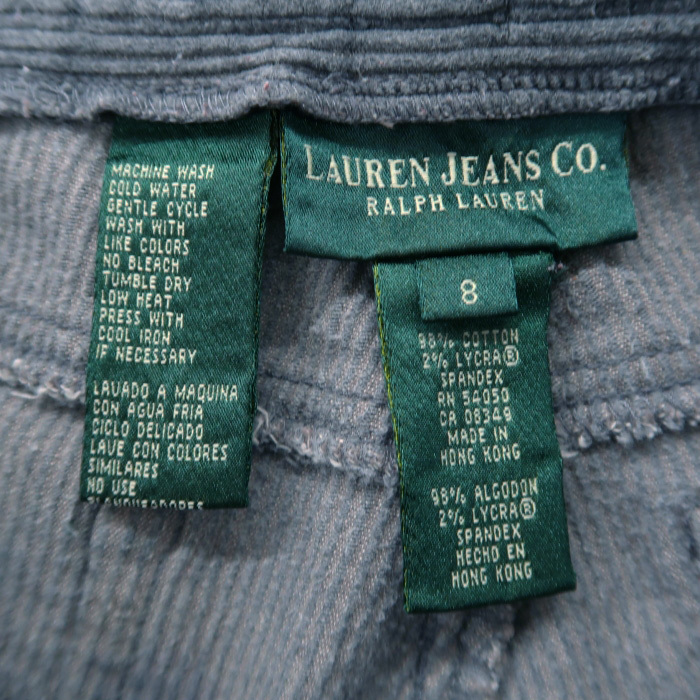 MACHINE WASH
COLD WATER
GENTLE CYCLE
WASH WITH
LIKE COLORS
NO BLEACH
TUMBLE DRY
LOW HEAT
PRESS WITH
COOL IRON
IF NECESSARY
LAVADO A MAQUINA
CON AGUA FRIA
CICLO DELICADO
LAVE CON COLORES
SIMILARES
NO USE
BLANQUEADORES
LAUREN JEANS CO.
RALPH LAUREN
8
98% COTTON
2% LYCRA®
SPANDEX
RN 54050
CA 08349
MADE IN
HONG KONG
98% ALGODON
2% LYCRA®
SPANDEX
HECHO EN
HONG KONG